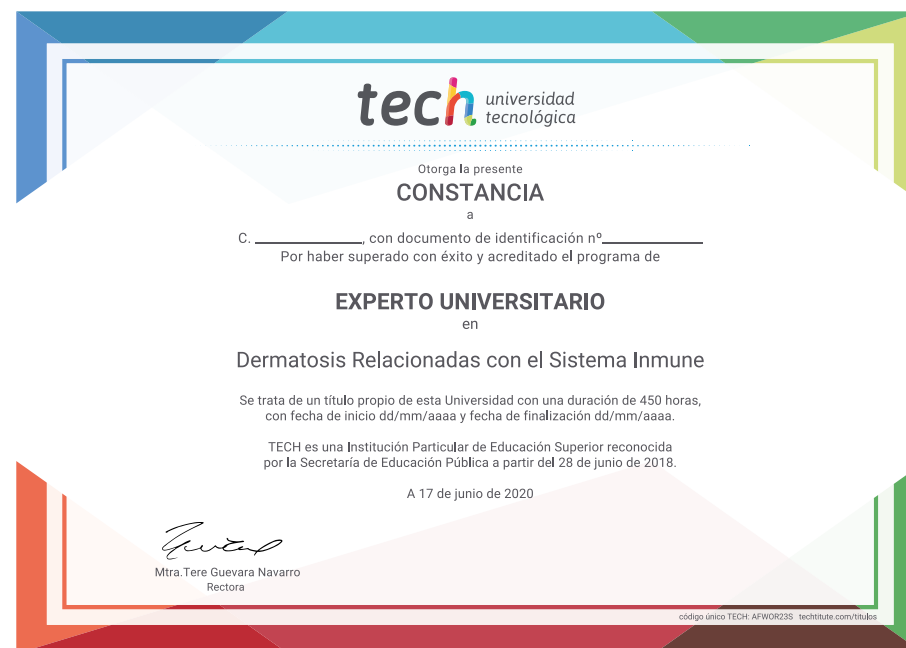 tech universidad
tecnológica
Otorga la presente
CONSTANCIA
a
C. ____________, con documento de identificación nº____________
Por haber superado con éxito y acreditado el programa de
EXPERTO UNIVERSITARIO
en
Dermatosis Relacionadas con el Sistema Inmune
Se trata de un título propio de esta Universidad con una duración de 450 horas,
con fecha de inicio dd/mm/aaaa y fecha de finalización dd/mm/aaaa.
TECH es una Institución Particular de Educación Superior reconocida
por la Secretaría de Educación Pública a partir del 28 de junio de 2018.
A 17 de junio de 2020
Mtra.Tere Guevara Navarro
Rectora
código único TECH: AFWOR23S techtitute.com/titulos